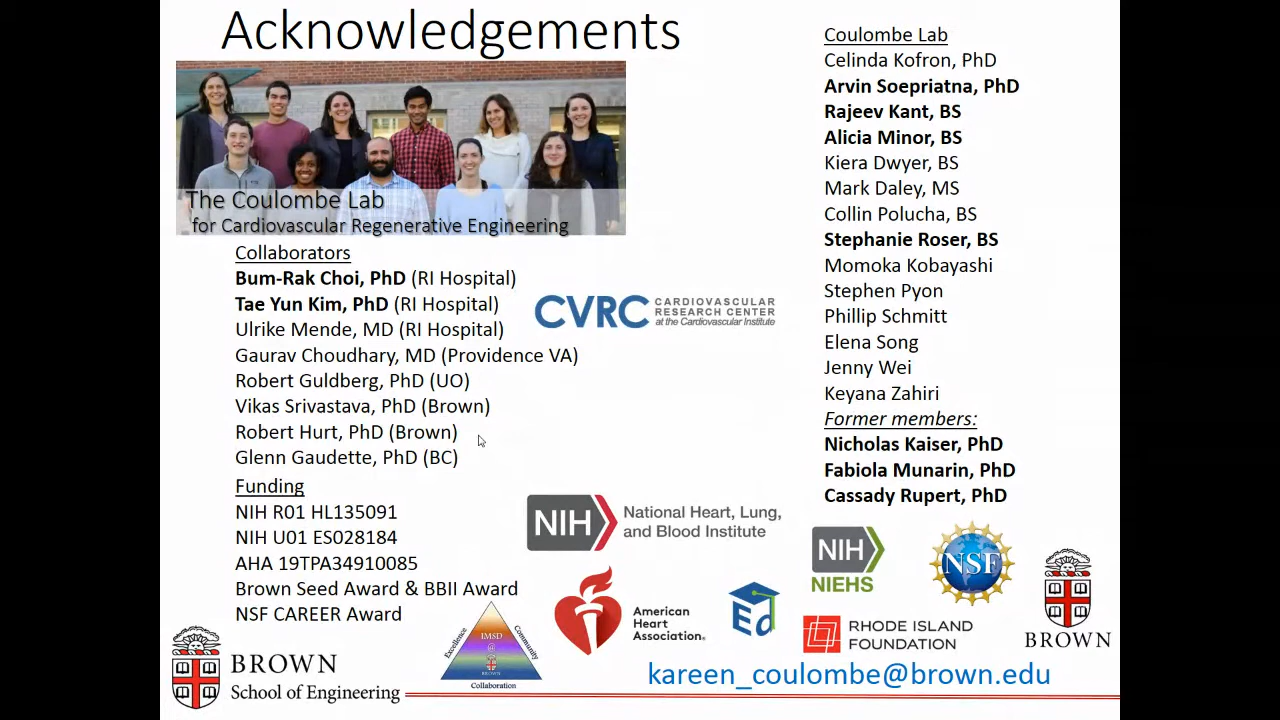 Acknowledgements
The Coulombe Lab
for Cardiovascular Regenerative Engineering
Collaborators
Bum-Rak Choi, PhD (RI Hospital)
Tae Yun Kim, PhD (RI Hospital)
Ulrike Mende, MD (RI Hospital)
Gaurav Choudhary, MD (Providence VA)
Robert Guldberg, PhD (UO)
Vikas Srivastava, PhD (Brown)
Robert Hurt, PhD (Brown)
Glenn Gaudette, PhD (BC)
CVRC CARDIOVASCULAR
RESEARCH CENTER
at the Cardiovascular Institute
Funding
NIH R01 HL135091
NIH U01 ES028184
AHA 19TPA34910085
Brown Seed Award & BBII Award
NSF CAREER Award
Coulombe Lab
Celinda Kofron, PhD
Arvin Soepriatna, PhD
Rajeev Kant, BS
Alicia Minor, BS
Kiera Dwyer, BS
Mark Daley, MS
Collin Polucha, BS
Stephanie Roser, BS
Momoka Kobayashi
Stephen Pyon
Phillip Schmitt
Elena Song
Jenny Wei
Keyana Zahiri
Former members:
Nicholas Kaiser, PhD
Fabiola Munarin, PhD
Cassady Rupert, PhD
NIH National Heart, Lung,
and Blood Institute
NIH
NIEHS
NSF
American
Heart
Association®
Ed
RHODE ISLAND
FOUNDATION
BROWN
BROWN
School of Engineering
Excellence
Community
IMSD
@
BROWN
Collaboration
kareen_coulombe@brown.edu